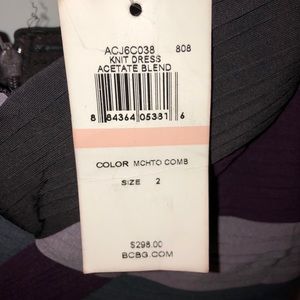 ACJ6C038 808
KNIT DRESS
ACETATE BLEND
8 84364 05381 6
COLOR MCHTO COMB
SIZE 2
$298.00
BCBG.COM